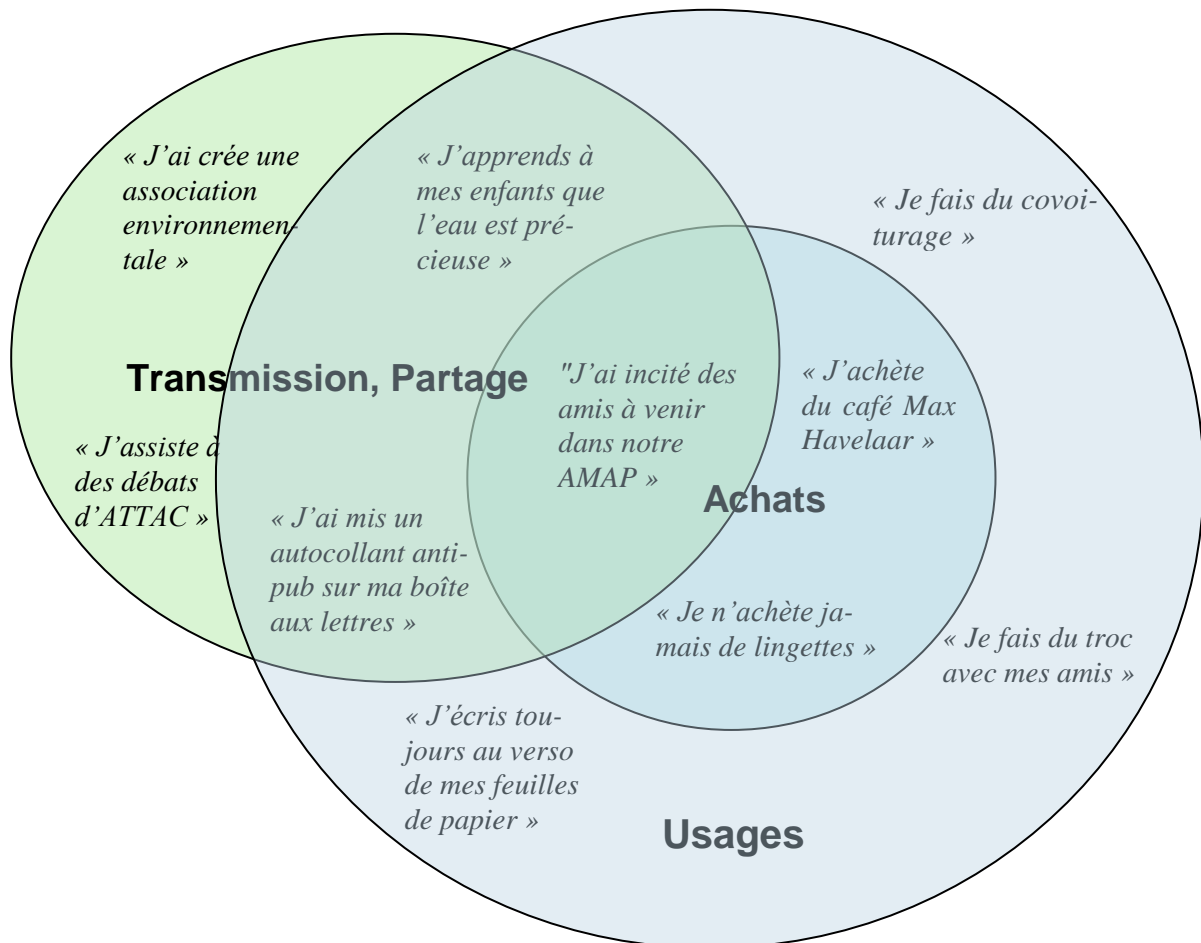 « J’ai crée une
association
environnemen-
tale »
« J’apprends à
mes enfants que
l’eau est pré-
cieuse »
« Je fais du covoi-
turage »
Transmission, Partage
"J’ai incité des
amis à venir
dans notre
AMAP »
« J’achète
du café Max
Havelaar »
« J’assiste à
des débats
d’ATTAC »
Achats
« J’ai mis un
autocollant anti-
pub sur ma boîte
aux lettres »
« Je n’achète ja-
mais de lingettes »
« Je fais du troc
avec mes amis »
« J’écris tou-
jours au verso
de mes feuilles
de papier »
Usages